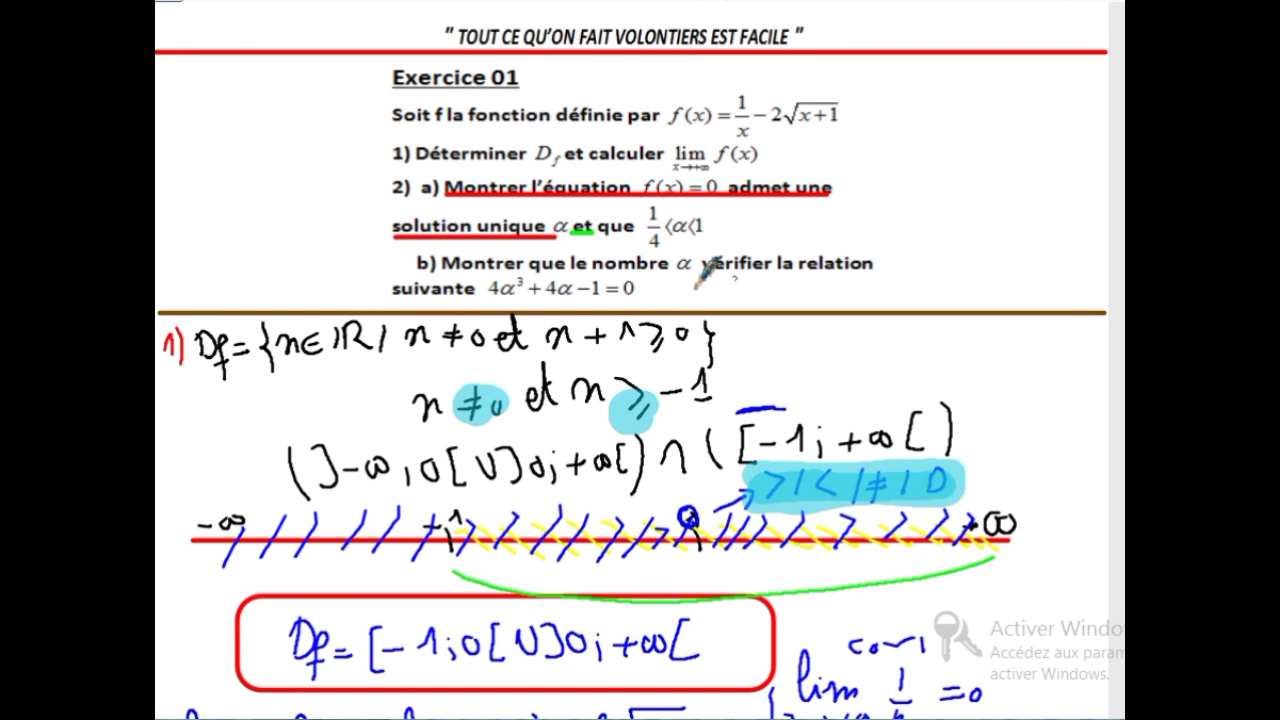 " TOUT CE QU'ON FAIT VOLONTIERS EST FACILE "
Exercice 01
Soit f la fonction définie par f(x) = 1/x − 2√(x+1)
1) Déterminer D_f et calculer lim x→+∞ f(x)
2) a) Montrer l'équation f(x) = 0 admet une
solution unique α et que 1/4 ⟨α⟨1
b) Montrer que le nombre α vérifier la relation
suivante 4α³ + 4α − 1 = 0
1) Df = {x ∈ IR / x ≠ 0 et x + 1 ⩾ 0}
x ≠ 0 et x ⩾ −1
(]−∞ ; 0[ U ]0 ; +∞[) ∩ ([−1 ; +∞[)
> | < | ≠ | D
−∞ −1 0 +∞
Df = [−1 ; 0[ U ]0 ; +∞[
lim 1/x = 0
Activer Windo
Accédez aux param
activer Windows.